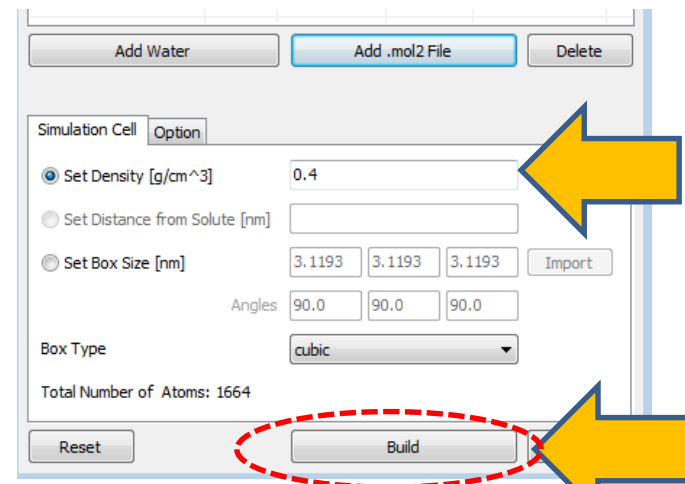 Add Water Add .mol2 File Delete
Simulation Cell Option
Set Density [g/cm^3] 0.4
Set Distance from Solute [nm]
Set Box Size [nm] 3.1193 3.1193 3.1193 Import
Angles 90.0 90.0 90.0
Box Type cubic
Total Number of Atoms: 1664
Reset Build